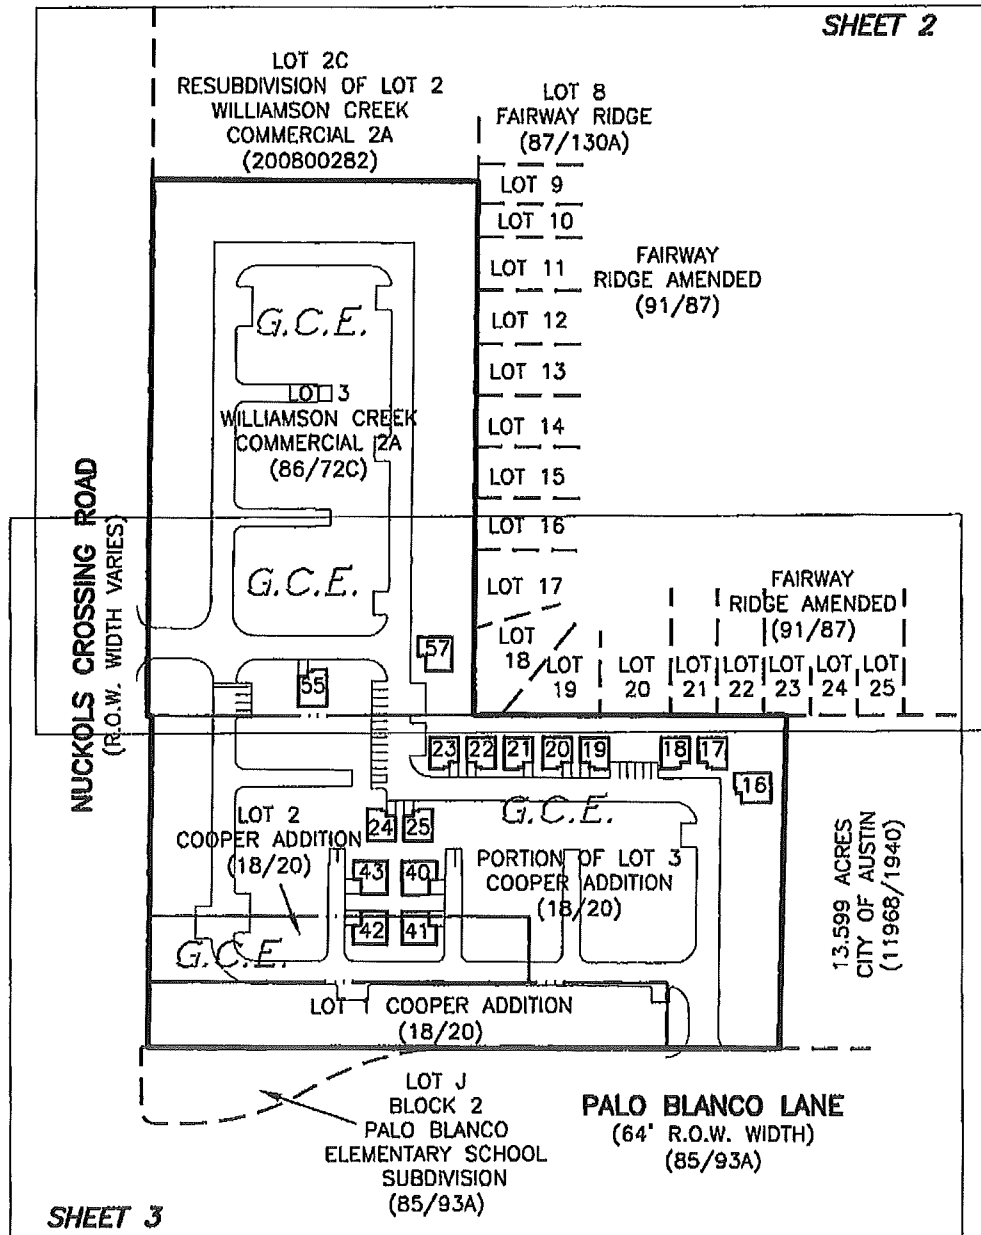 SHEET 2
LOT 2C
RESUBDIVISION OF LOT 2
WILLIAMSON CREEK
COMMERCIAL 2A
(200800282)
LOT 8
FAIRWAY RIDGE
(87/130A)
LOT 9
LOT 10
LOT 11
LOT 12
LOT 13
LOT 14
LOT 15
LOT 16
LOT 17
LOT
18
LOT
19
LOT
20
LOT
21
LOT
22
LOT
23
LOT
24
LOT
25
FAIRWAY
RIDGE AMENDED
(91/87)
FAIRWAY
RIDGE AMENDED
(91/87)
G.C.E.
LOT 3
WILLIAMSON CREEK
COMMERCIAL 2A
(86/72C)
G.C.E.
NUCKOLS CROSSING ROAD
(R.O.W. WIDTH VARIES)
57
55
23
22
21
20
19
18
17
16
G.C.E.
24
25
LOT 2
COOPER ADDITION
(18/20)
43
40
42
41
PORTION OF LOT 3
COOPER ADDITION
(18/20)
13.599 ACRES
CITY OF AUSTIN
(11968/1940)
G.C.E.
LOT
COOPER ADDITION
(18/20)
LOT J
BLOCK 2
PALO BLANCO
ELEMENTARY SCHOOL
SUBDIVISION
(85/93A)
PALO BLANCO LANE
(64' R.O.W. WIDTH)
(85/93A)
SHEET 3